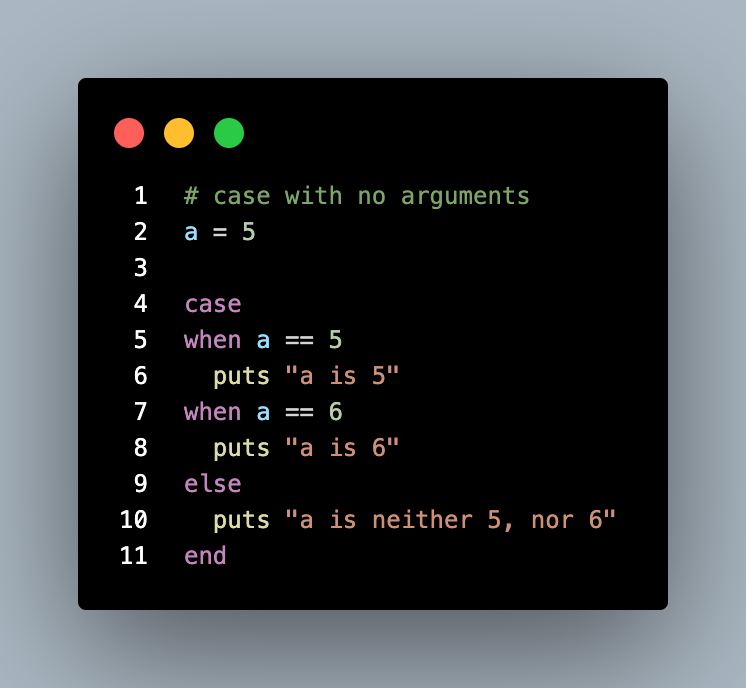 1 # case with no arguments
2 a = 5
3
4 case
5 when a == 5
6   puts "a is 5"
7 when a == 6
8   puts "a is 6"
9 else
10   puts "a is neither 5, nor 6"
11 end